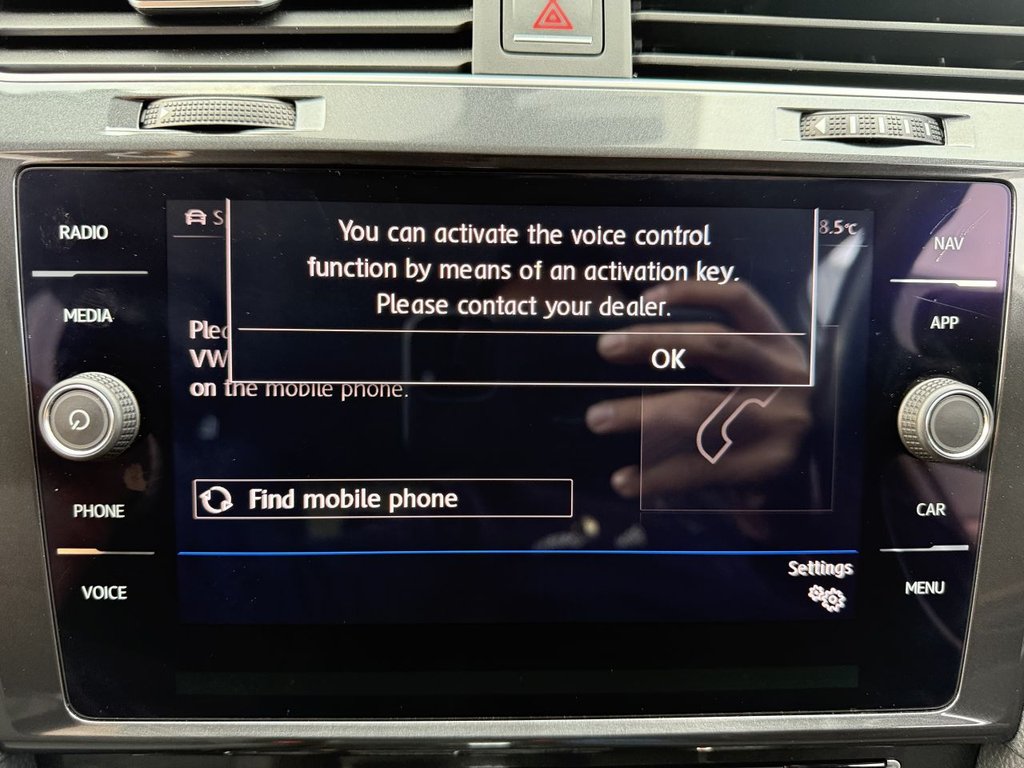 RADIO
MEDIA
PHONE
VOICE
8.5°C
You can activate the voice control
function by means of an activation key.
Please contact your dealer.
OK
VW
on the mobile phone.
Find mobile phone
Settings
NAV
APP
CAR
MENU